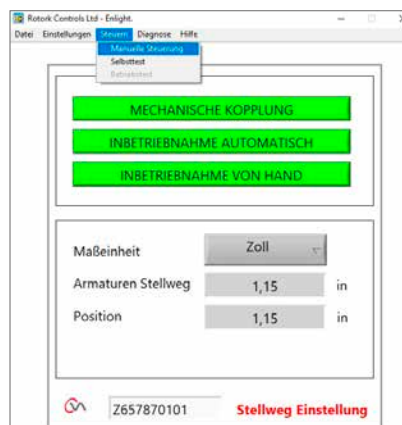 Rotork Controls Ltd - Enlight.
Datei Einstellungen Steuern Diagnose Hilfe
Manuelle Steuerung
Selbsttest
Betriebstest
MECHANISCHE KOPPLUNG
INBETRIEBNAHME AUTOMATISCH
INBETRIEBNAHME VON HAND
Maßeinheit Zoll
Armaturen Stellweg 1,15 in
Position 1,15 in
Z657870101 Stellweg Einstellung